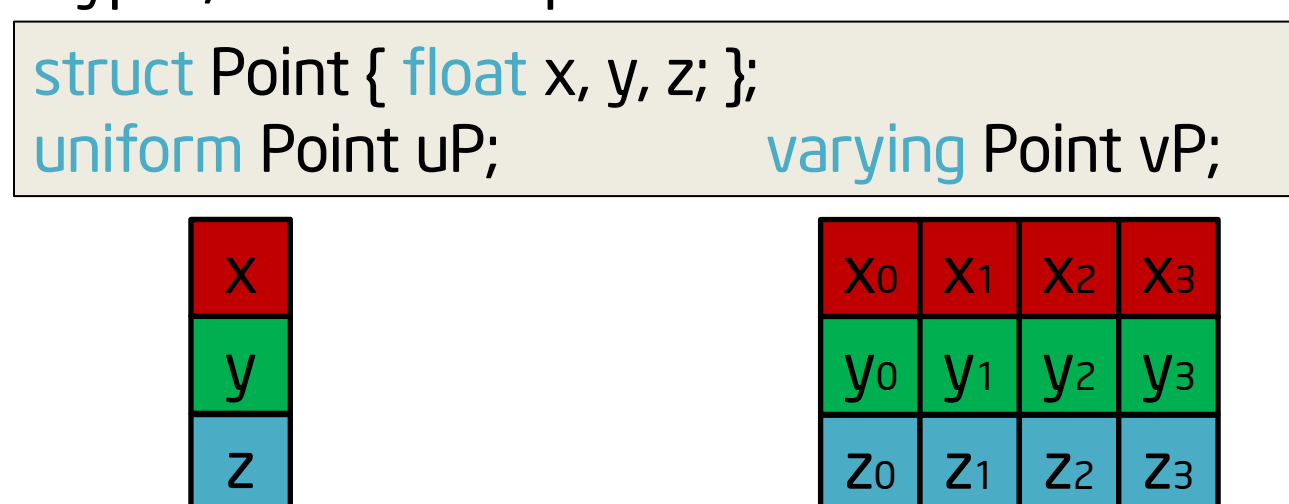 struct Point { float x, y, z; };
uniform Point uP; varying Point vP;
x x0 x1 x2 x3
y y0 y1 y2 y3
z z0 z1 z2 z3